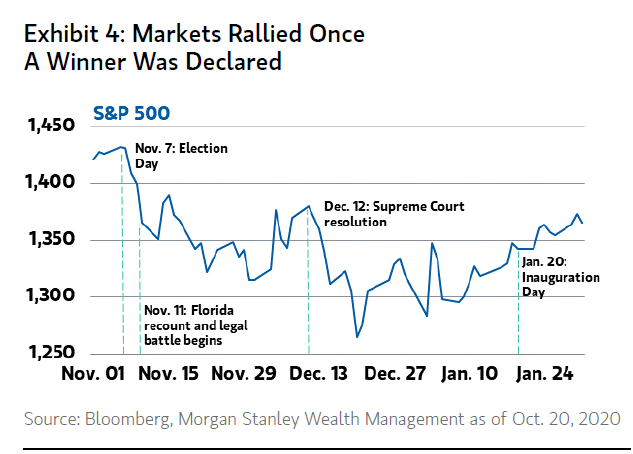 Exhibit 4: Markets Rallied Once
A Winner Was Declared
S&P 500
1,450
1,400
1,350
1,300
1,250
Nov. 7: Election
Day
Dec. 12: Supreme Court
resolution
Jan. 20:
Inauguration
Day
Nov. 11: Florida
recount and legal
battle begins
Nov. 01 Nov. 15 Nov. 29 Dec. 13 Dec. 27 Jan. 10 Jan. 24
Source: Bloomberg, Morgan Stanley Wealth Management as of Oct. 20, 2020